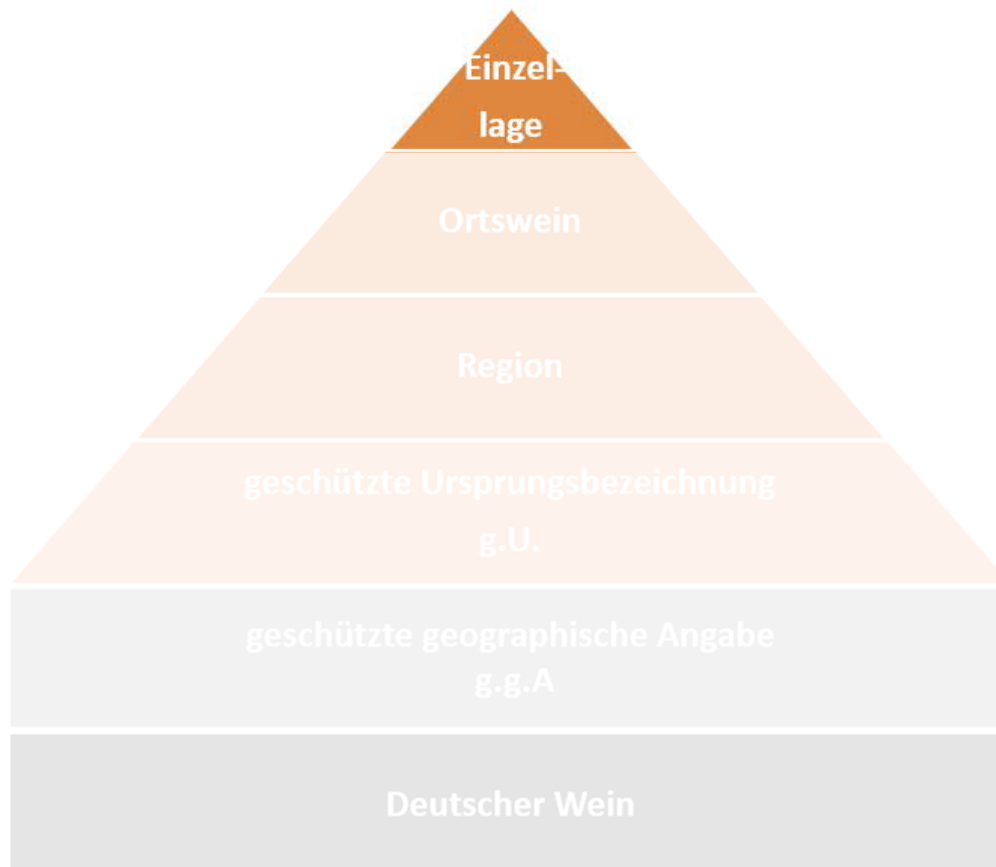 Einzel-
lage
Ortswein
Region
geschützte Ursprungsbezeichnung
g.U.
geschützte geographische Angabe
g.g.A
Deutscher Wein